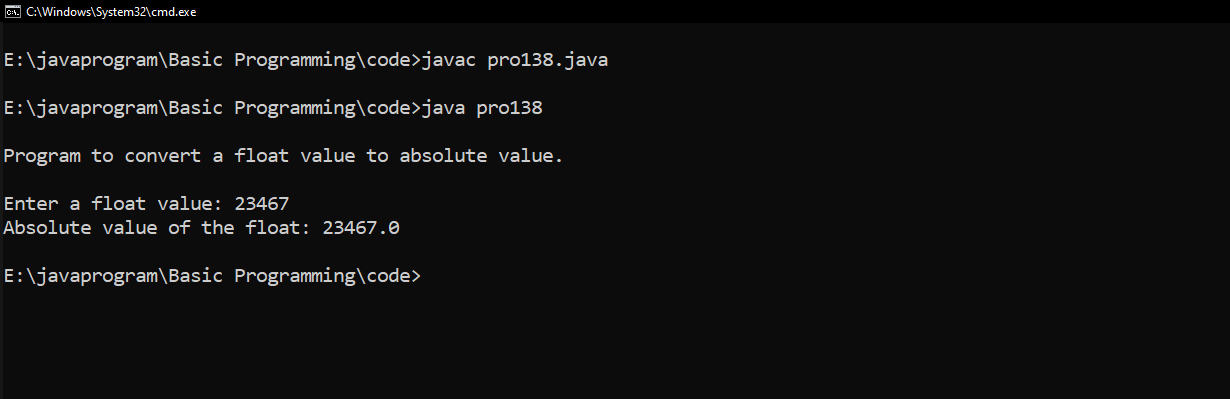 C:\Windows\System32\cmd.exe
E:\javaprogram\Basic Programming\code>javac pro138.java
E:\javaprogram\Basic Programming\code>java pro138
Program to convert a float value to absolute value.
Enter a float value: 23467
Absolute value of the float: 23467.0
E:\javaprogram\Basic Programming\code>